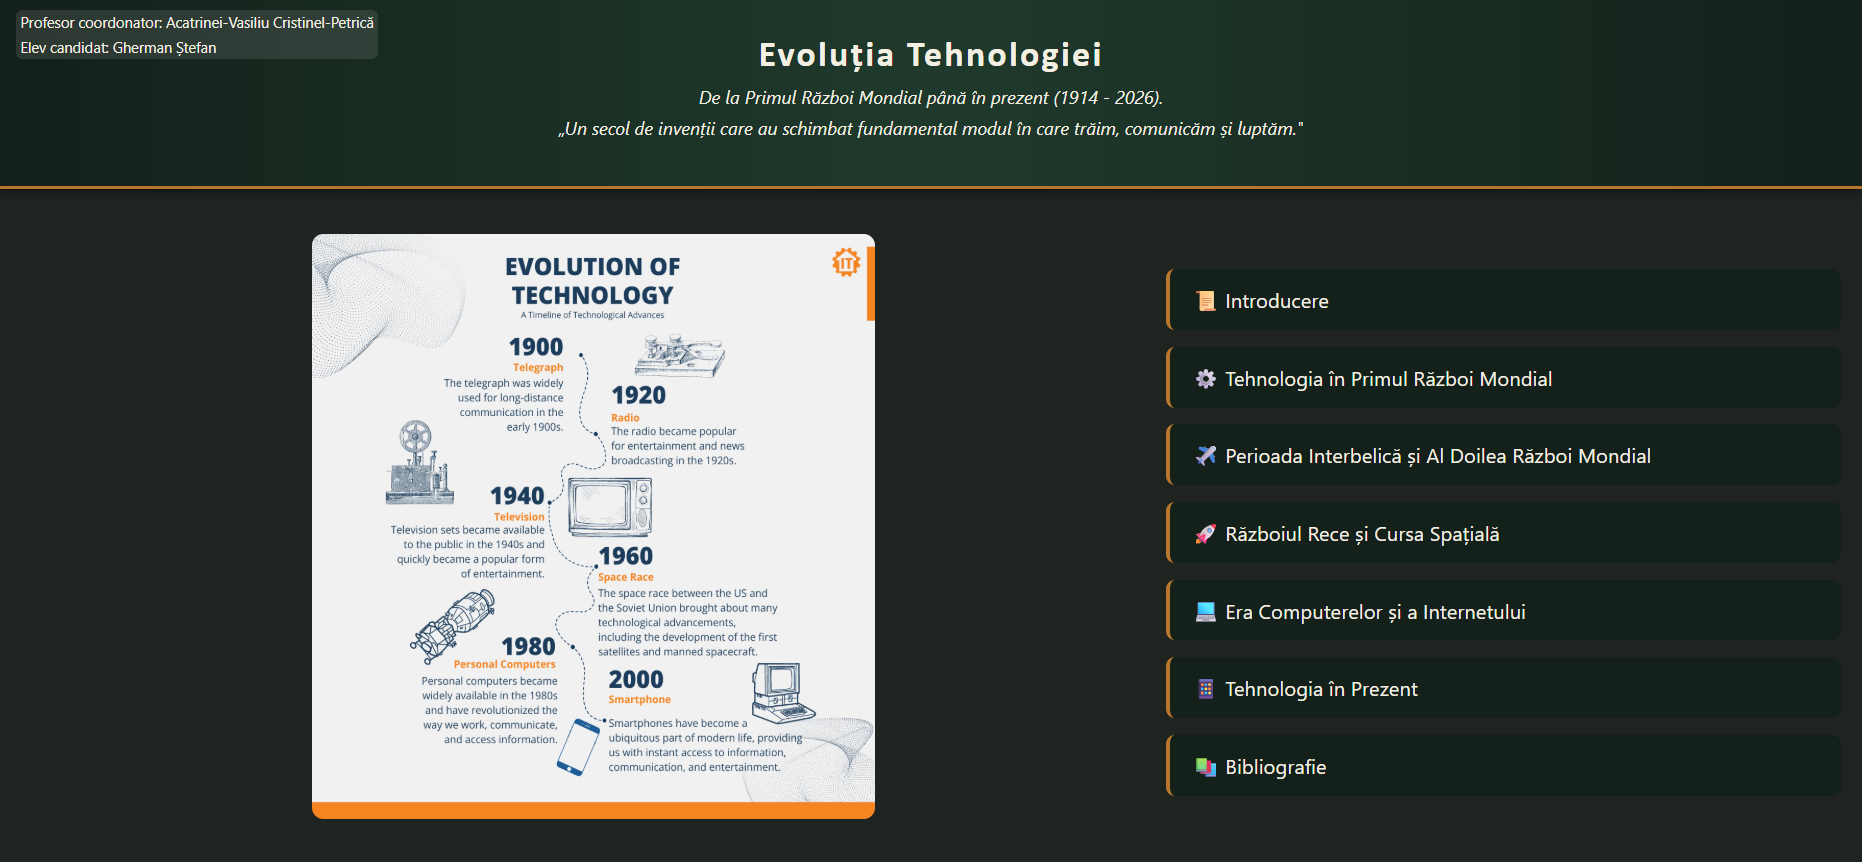 Profesor coordonator: Acatrinei-Vasiliu Cristinel-Petrică
Elev candidat: Gherman Ștefan
Evoluția Tehnologiei
De la Primul Război Mondial până în prezent (1914 - 2026).
„Un secol de invenții care au schimbat fundamental modul în care trăim, comunicăm și luptăm."
IT
EVOLUTION OF
TECHNOLOGY
A Timeline of Technological Advances
1900
Telegraph
The telegraph was widely
used for long-distance
communication in the
early 1900s.
1920
Radio
The radio became popular
for entertainment and news
broadcasting in the 1920s.
1940
Television
Television sets became available
to the public in the 1940s and
quickly became a popular form
of entertainment.
1960
Space Race
The space race between the US and
the Soviet Union brought about many
technological advancements,
including the development of the first
satellites and manned spacecraft.
1980
Personal Computers
Personal computers became
widely available in the 1980s
and have revolutionized the
way we work, communicate,
and access information.
2000
Smartphone
Smartphones have become a
ubiquitous part of modern life, providing
us with instant access to information,
communication, and entertainment.
Introducere
Tehnologia în Primul Război Mondial
Perioada Interbelică și Al Doilea Război Mondial
Războiul Rece și Cursa Spațială
Era Computerelor și a Internetului
Tehnologia în Prezent
Bibliografie